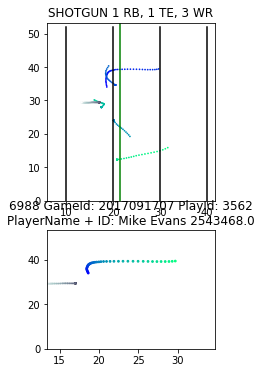 SHOTGUN 1 RB, 1 TE, 3 WR
50
40
30
20
10
0
10 20 30 40
6988 GameId: 2017091707 PlayId: 3562
PlayerName + ID: Mike Evans 2543468.0
40
20
0
15 20 25 30